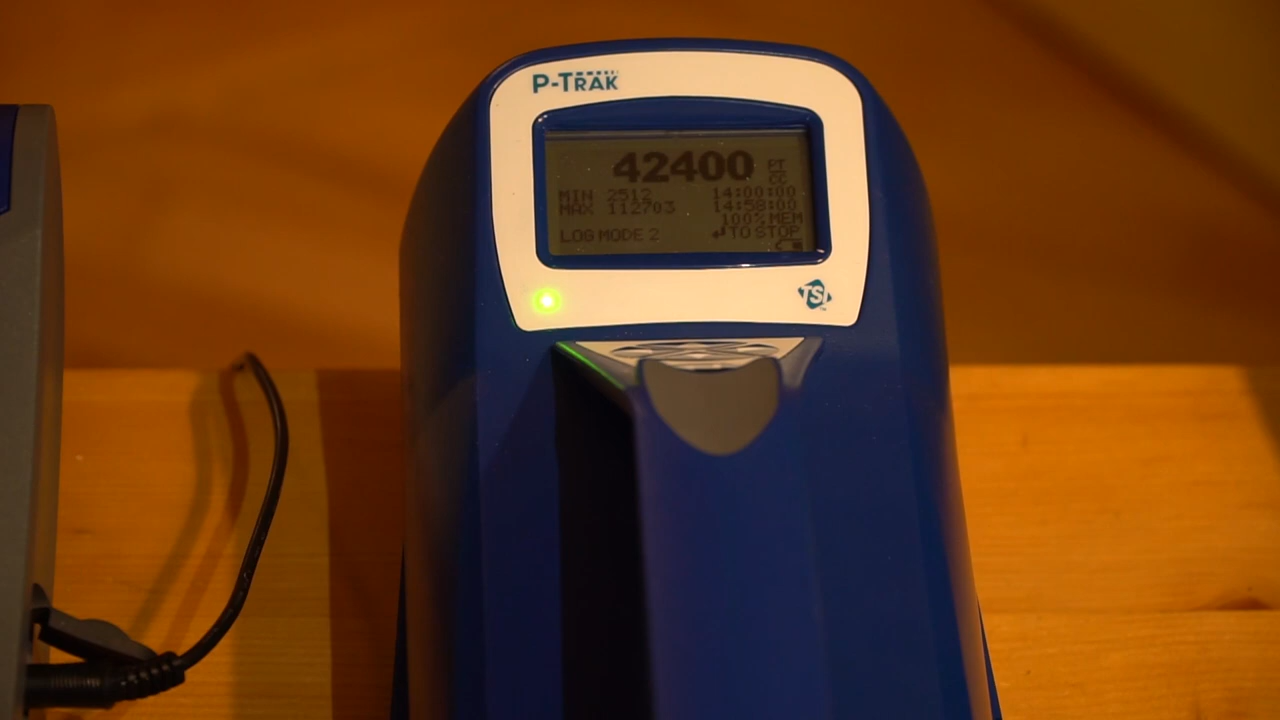 P-TRAK
42400 PT
CC
MIN 2512 14:00:00
MAX 112703 14:58:00
100% MEM
LOG MODE 2 ↲ TO STOP
TSI